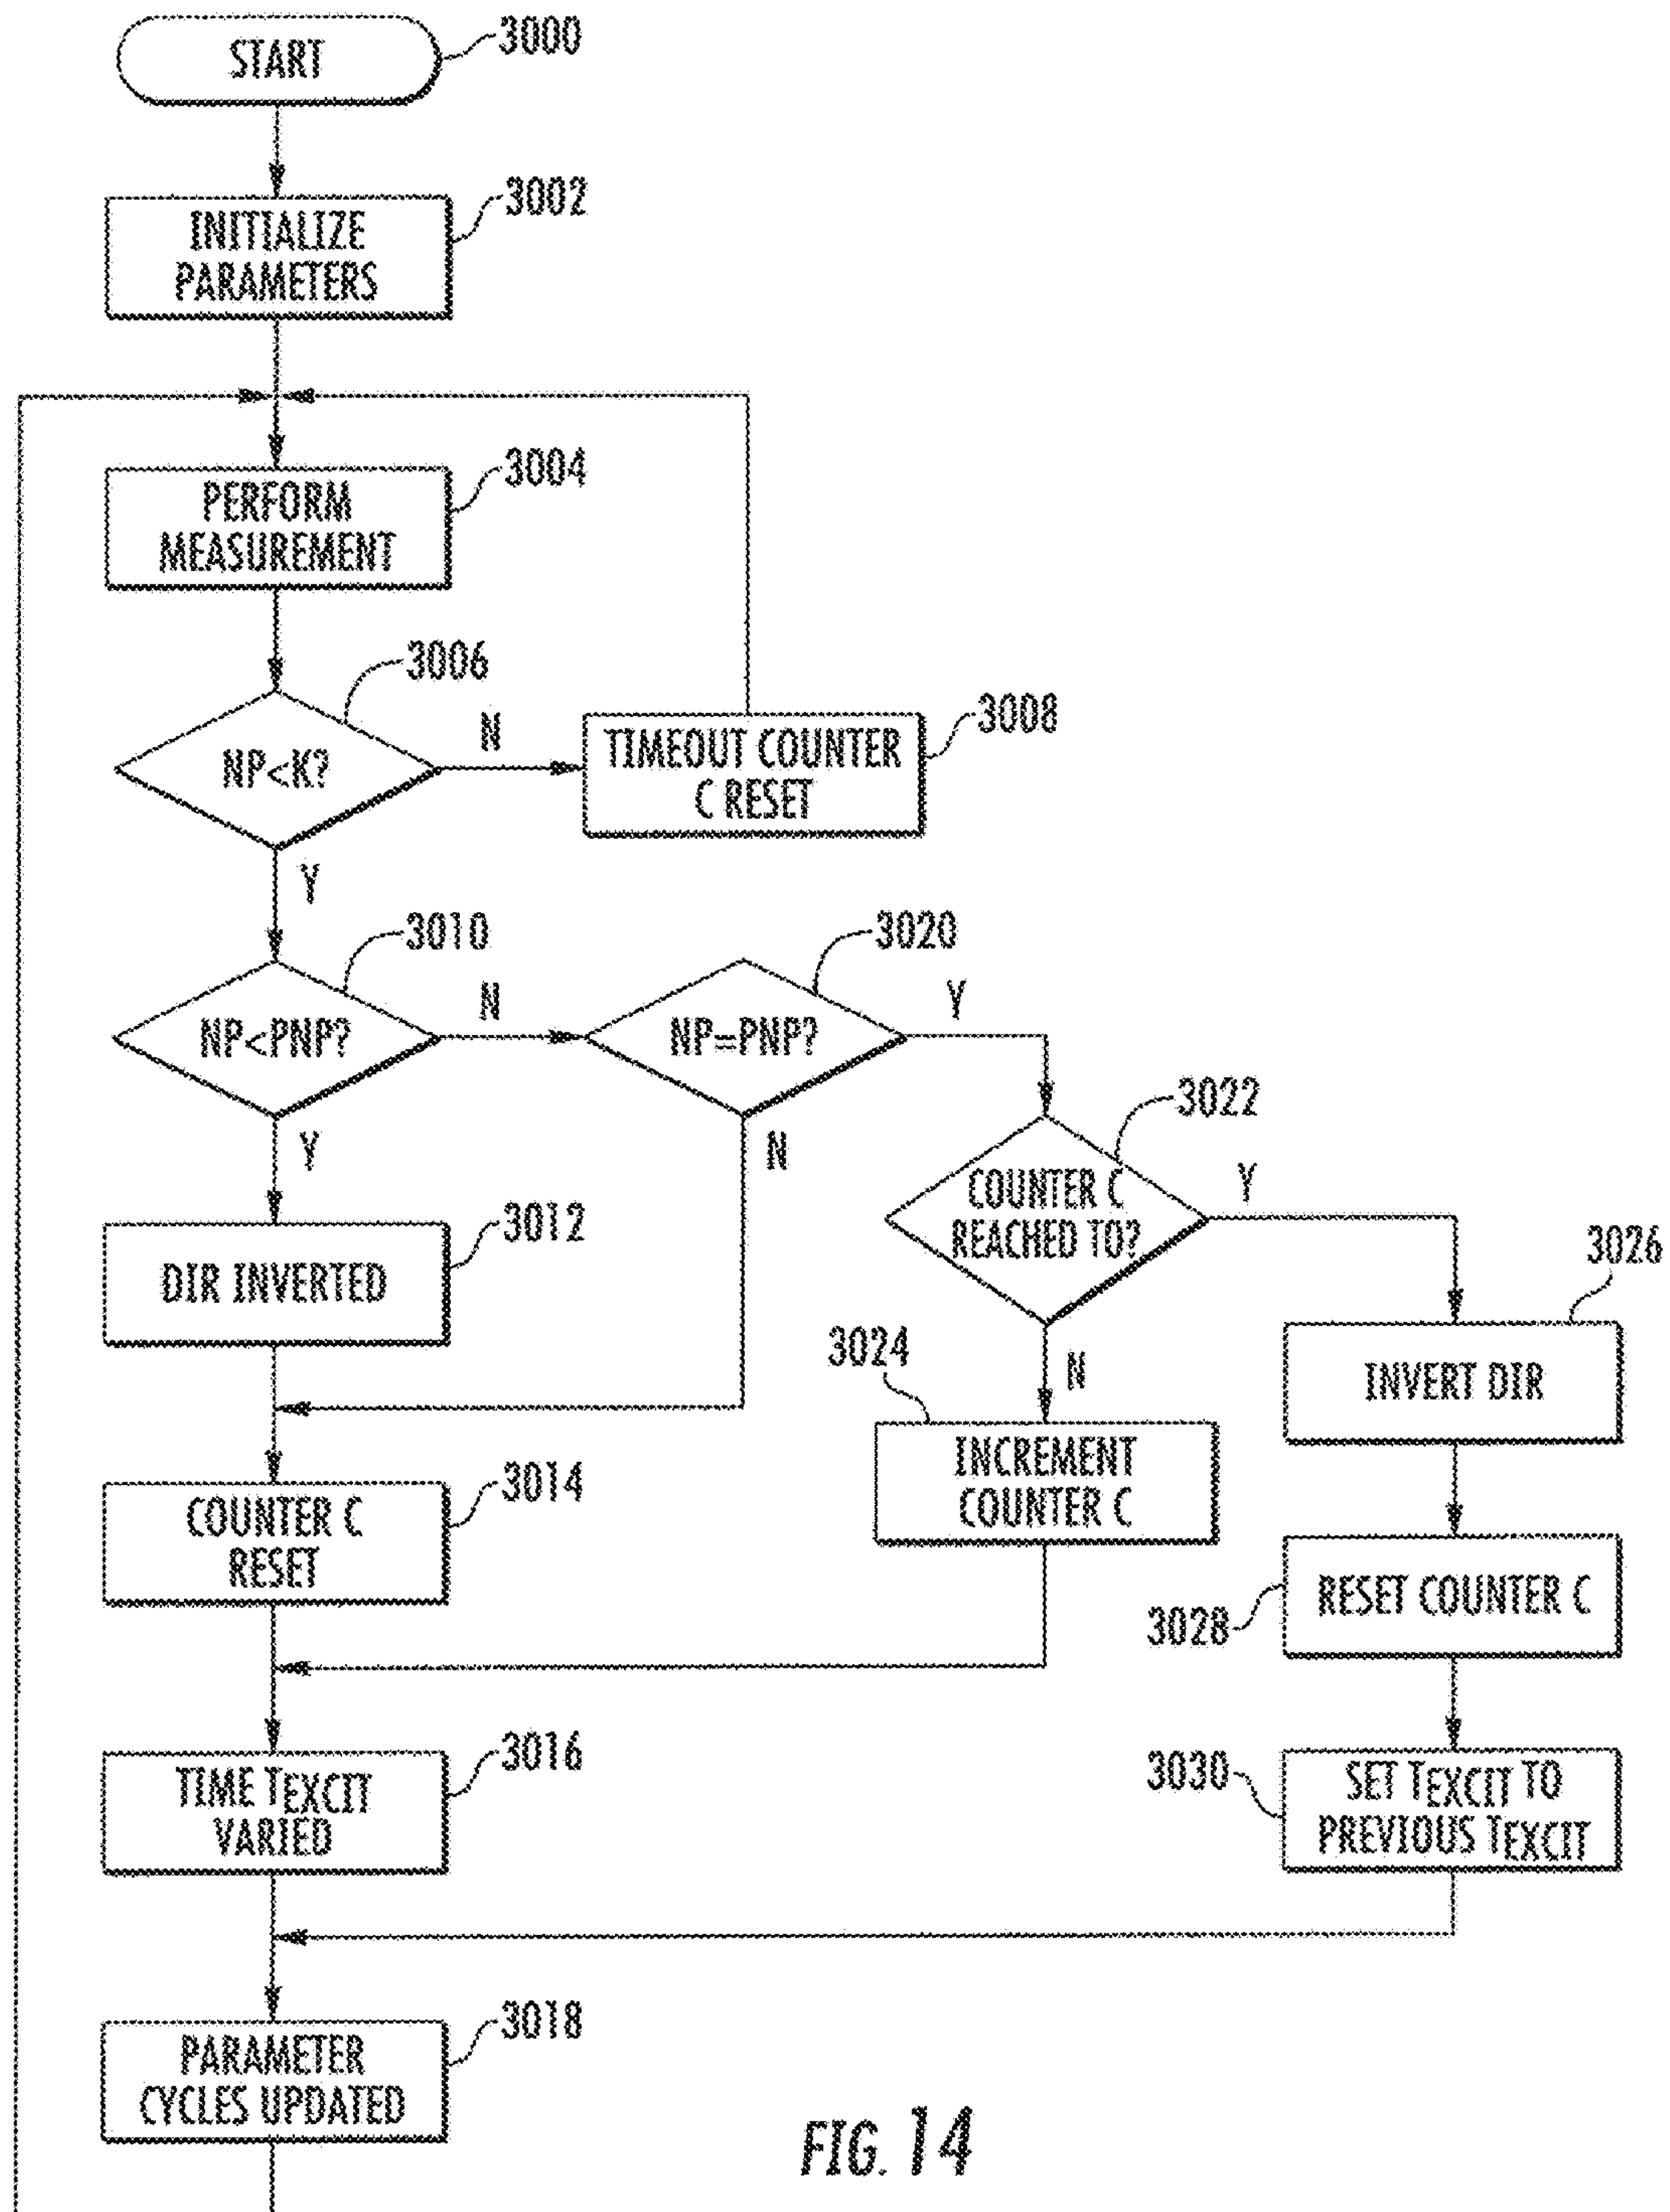 START
3000
INITIALIZE
PARAMETERS
3002
PERFORM
MEASUREMENT
3004
NP<K?
3006
N
Y
TIMEOUT COUNTER
C RESET
3008
NP<PNP?
3010
N
Y
NP=PNP?
3020
Y
N
COUNTER C
REACHED TO?
3022
Y
N
DIR INVERTED
3012
3024
INCREMENT
COUNTER C
3026
INVERT DIR
COUNTER C
RESET
3014
RESET COUNTER C
3028
TIME TEXCIT
VARIED
3016
3030
SET TEXCIT TO
PREVIOUS TEXCIT
PARAMETER
CYCLES UPDATED
3018
FIG. 14